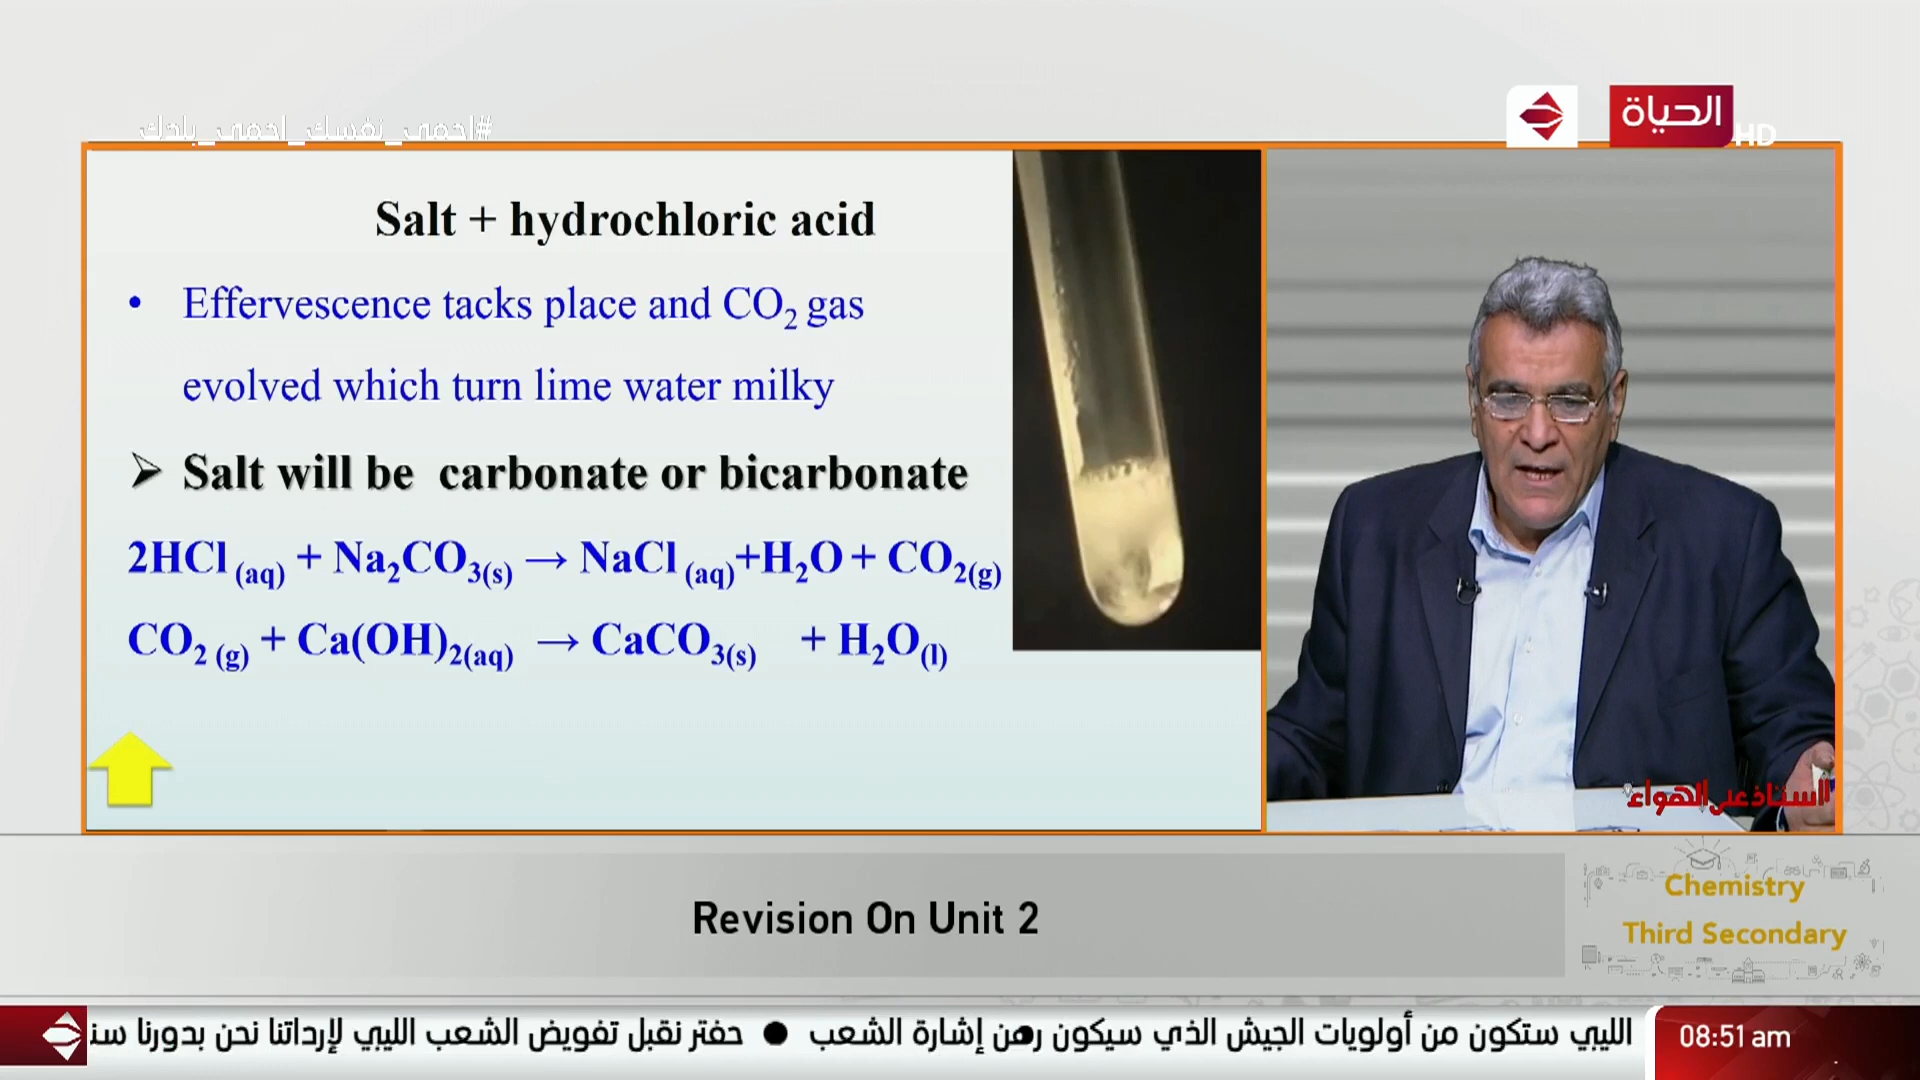 #احمي_نفسك_احمي_بلدك
الحياة
HD
Salt + hydrochloric acid
• Effervescence tacks place and CO₂ gas
evolved which turn lime water milky
➢ Salt will be carbonate or bicarbonate
2HCl (aq) + Na₂CO₃(s) → NaCl (aq)+H₂O + CO₂(g)
CO₂ (g) + Ca(OH)₂(aq) → CaCO₃(s) + H₂O(l)
الأستاذ على الهواء
Revision On Unit 2
Chemistry
Third Secondary
الليبي ستكون من أولويات الجيش الذي سيكون رهن إشارة الشعب ● حفتر نقبل تفويض الشعب الليبي لإرداتنا نحن بدورنا
08:51 am